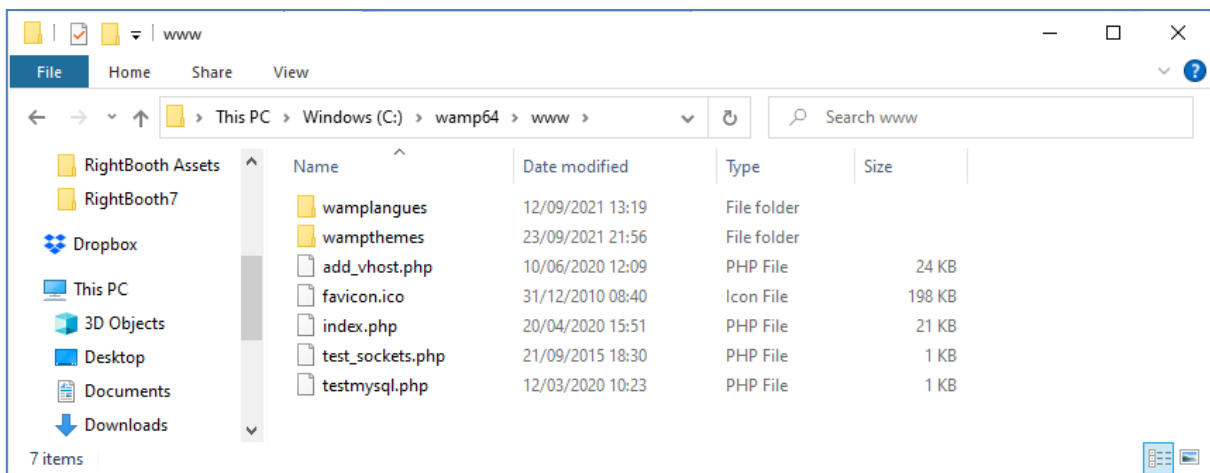 www
File Home Share View
This PC > Windows (C:) > wamp64 > www > Search www
RightBooth Assets
RightBooth7
Dropbox
This PC
3D Objects
Desktop
Documents
Downloads
Name Date modified Type Size
wamplangues 12/09/2021 13:19 File folder
wampthemes 23/09/2021 21:56 File folder
add_vhost.php 10/06/2020 12:09 PHP File 24 KB
favicon.ico 31/12/2010 08:40 Icon File 198 KB
index.php 20/04/2020 15:51 PHP File 21 KB
test_sockets.php 21/09/2015 18:30 PHP File 1 KB
testmysql.php 12/03/2020 10:23 PHP File 1 KB
7 items